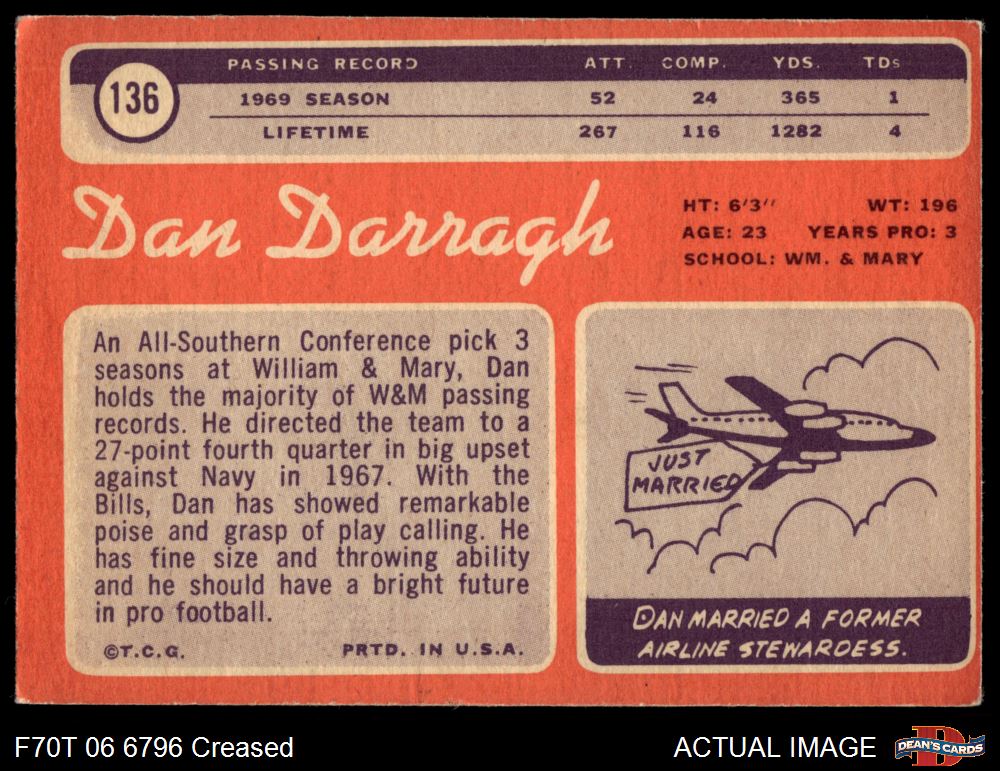 136
PASSING RECORD ATT. COMP. YDS. TDs
1969 SEASON 52 24 365 1
LIFETIME 267 116 1282 4
Dan Darragh
HT: 6'3" WT: 196
AGE: 23 YEARS PRO: 3
SCHOOL: WM. & MARY
An All-Southern Conference pick 3
seasons at William & Mary, Dan
holds the majority of W&M passing
records. He directed the team to a
27-point fourth quarter in big upset
against Navy in 1967. With the
Bills, Dan has showed remarkable
poise and grasp of play calling. He
has fine size and throwing ability
and he should have a bright future
in pro football.
©T.C.G. PRTD. IN U.S.A.
JUST
MARRIED
DAN MARRIED A FORMER
AIRLINE STEWARDESS.
F70T 06 6796 Creased
ACTUAL IMAGE
DEAN'S CARDS